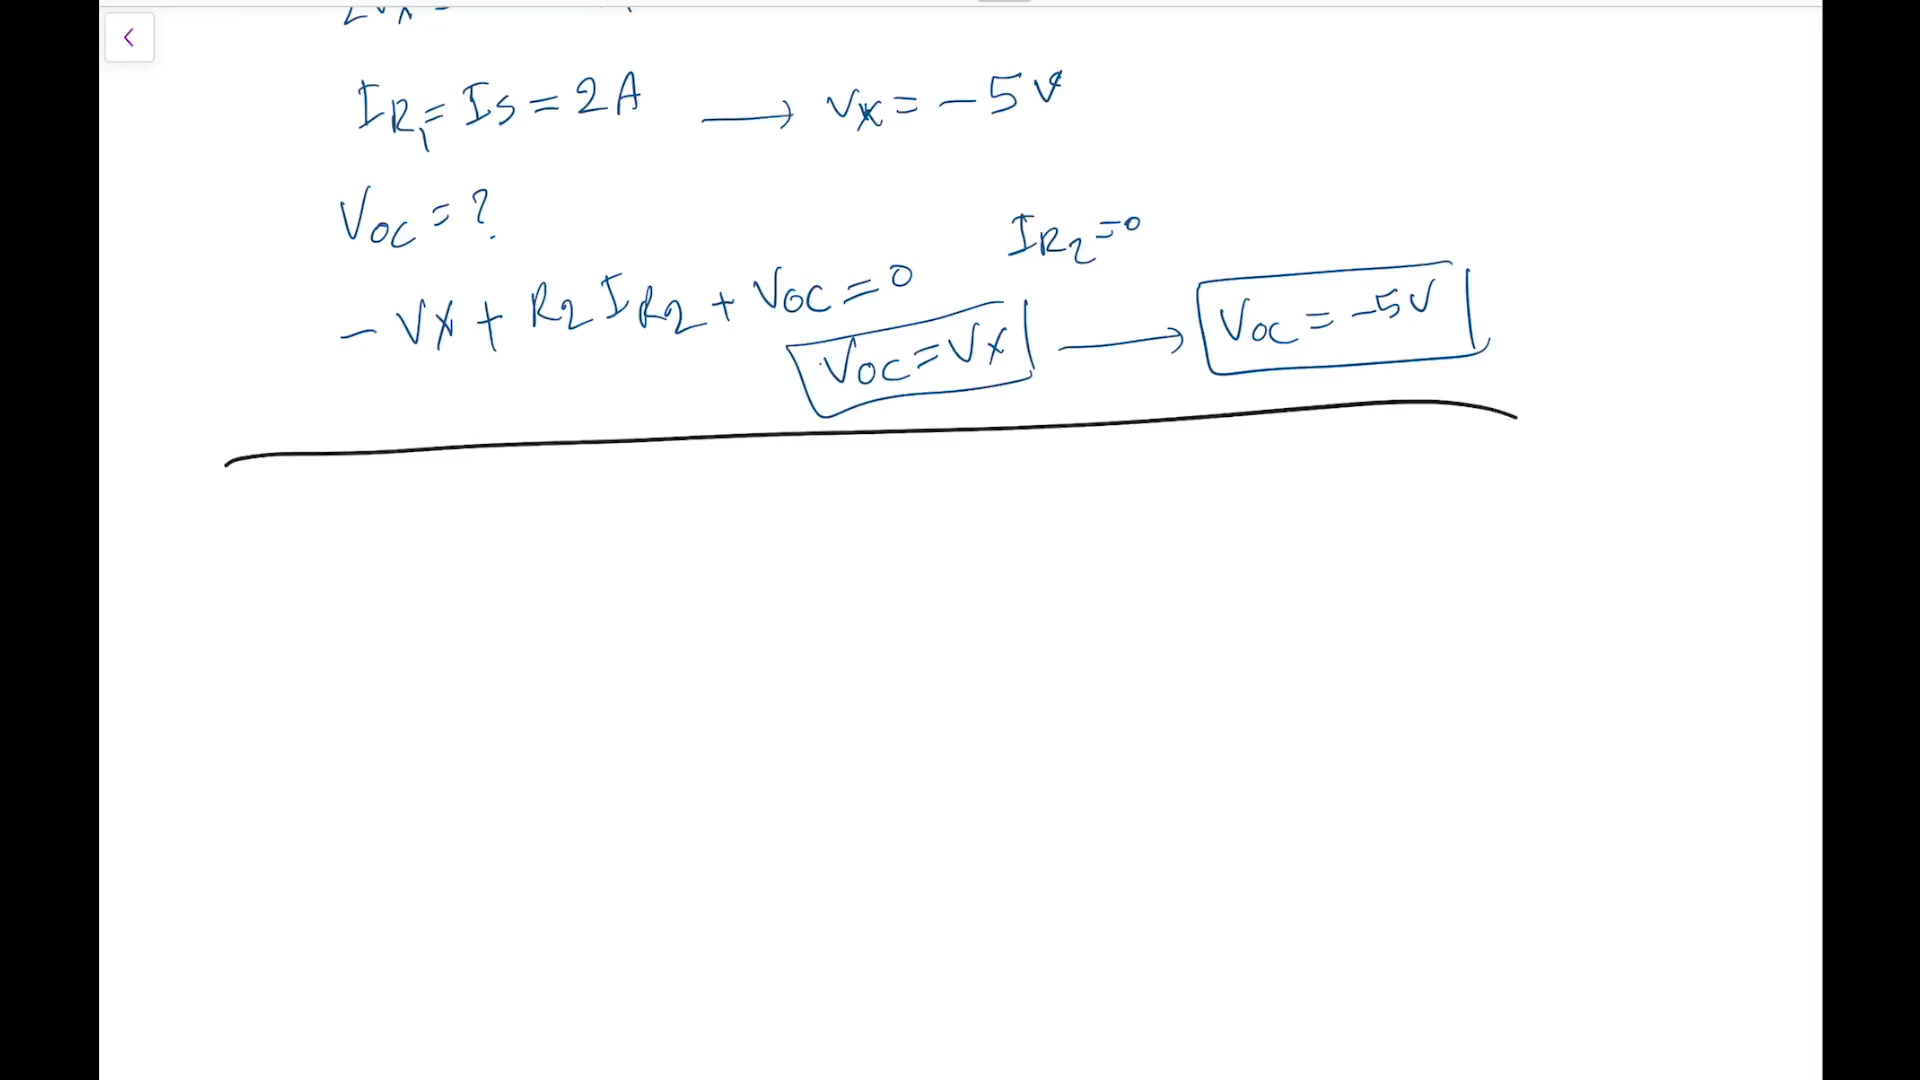 I_R1 = I_S = 2A → V_X = -5V
V_OC = ?
I_R2 = 0
-V_X + R_2 I_R2 + V_OC = 0
V_OC = V_X → V_OC = -5V